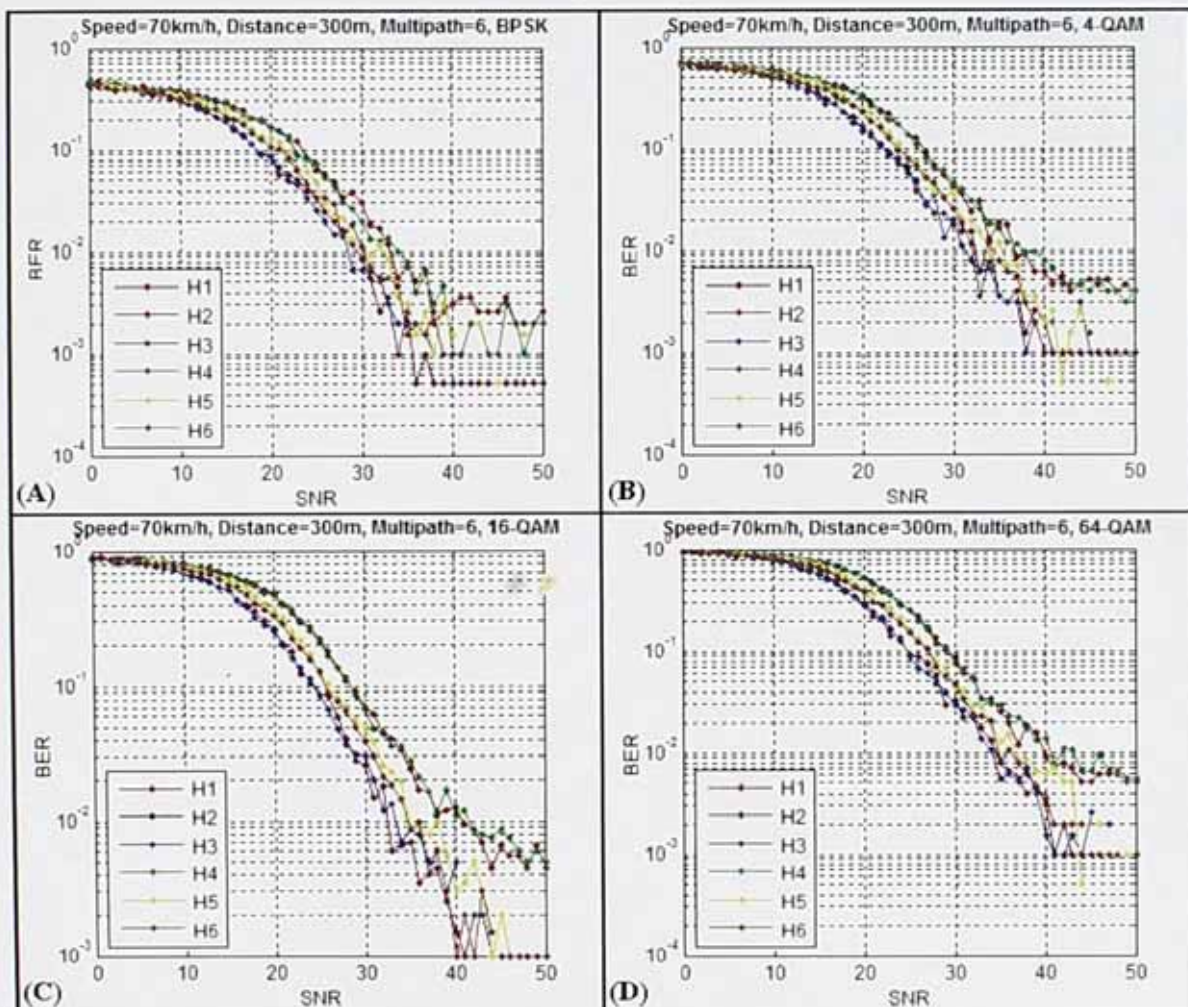 Speed=70km/h, Distance=300m, Multipath=6, BPSK
10^0
10^-1
10^-2
10^-3
10^-4
BER
H1
H2
H3
H4
H5
H6
0 10 20 30 40 50
SNR
(A)
Speed=70km/h, Distance=300m, Multipath=6, 4-QAM
10^0
10^-1
10^-2
10^-3
10^-4
BER
H1
H2
H3
H4
H5
H6
0 10 20 30 40 50
SNR
(B)
Speed=70km/h, Distance=300m, Multipath=6, 16-QAM
10^0
10^-1
10^-2
10^-3
BER
H1
H2
H3
H4
H5
H6
0 10 20 30 40 50
SNR
(C)
Speed=70km/h, Distance=300m, Multipath=6, 64-QAM
10^0
10^-1
10^-2
10^-3
10^-4
BER
H1
H2
H3
H4
H5
H6
0 10 20 30 40 50
SNR
(D)